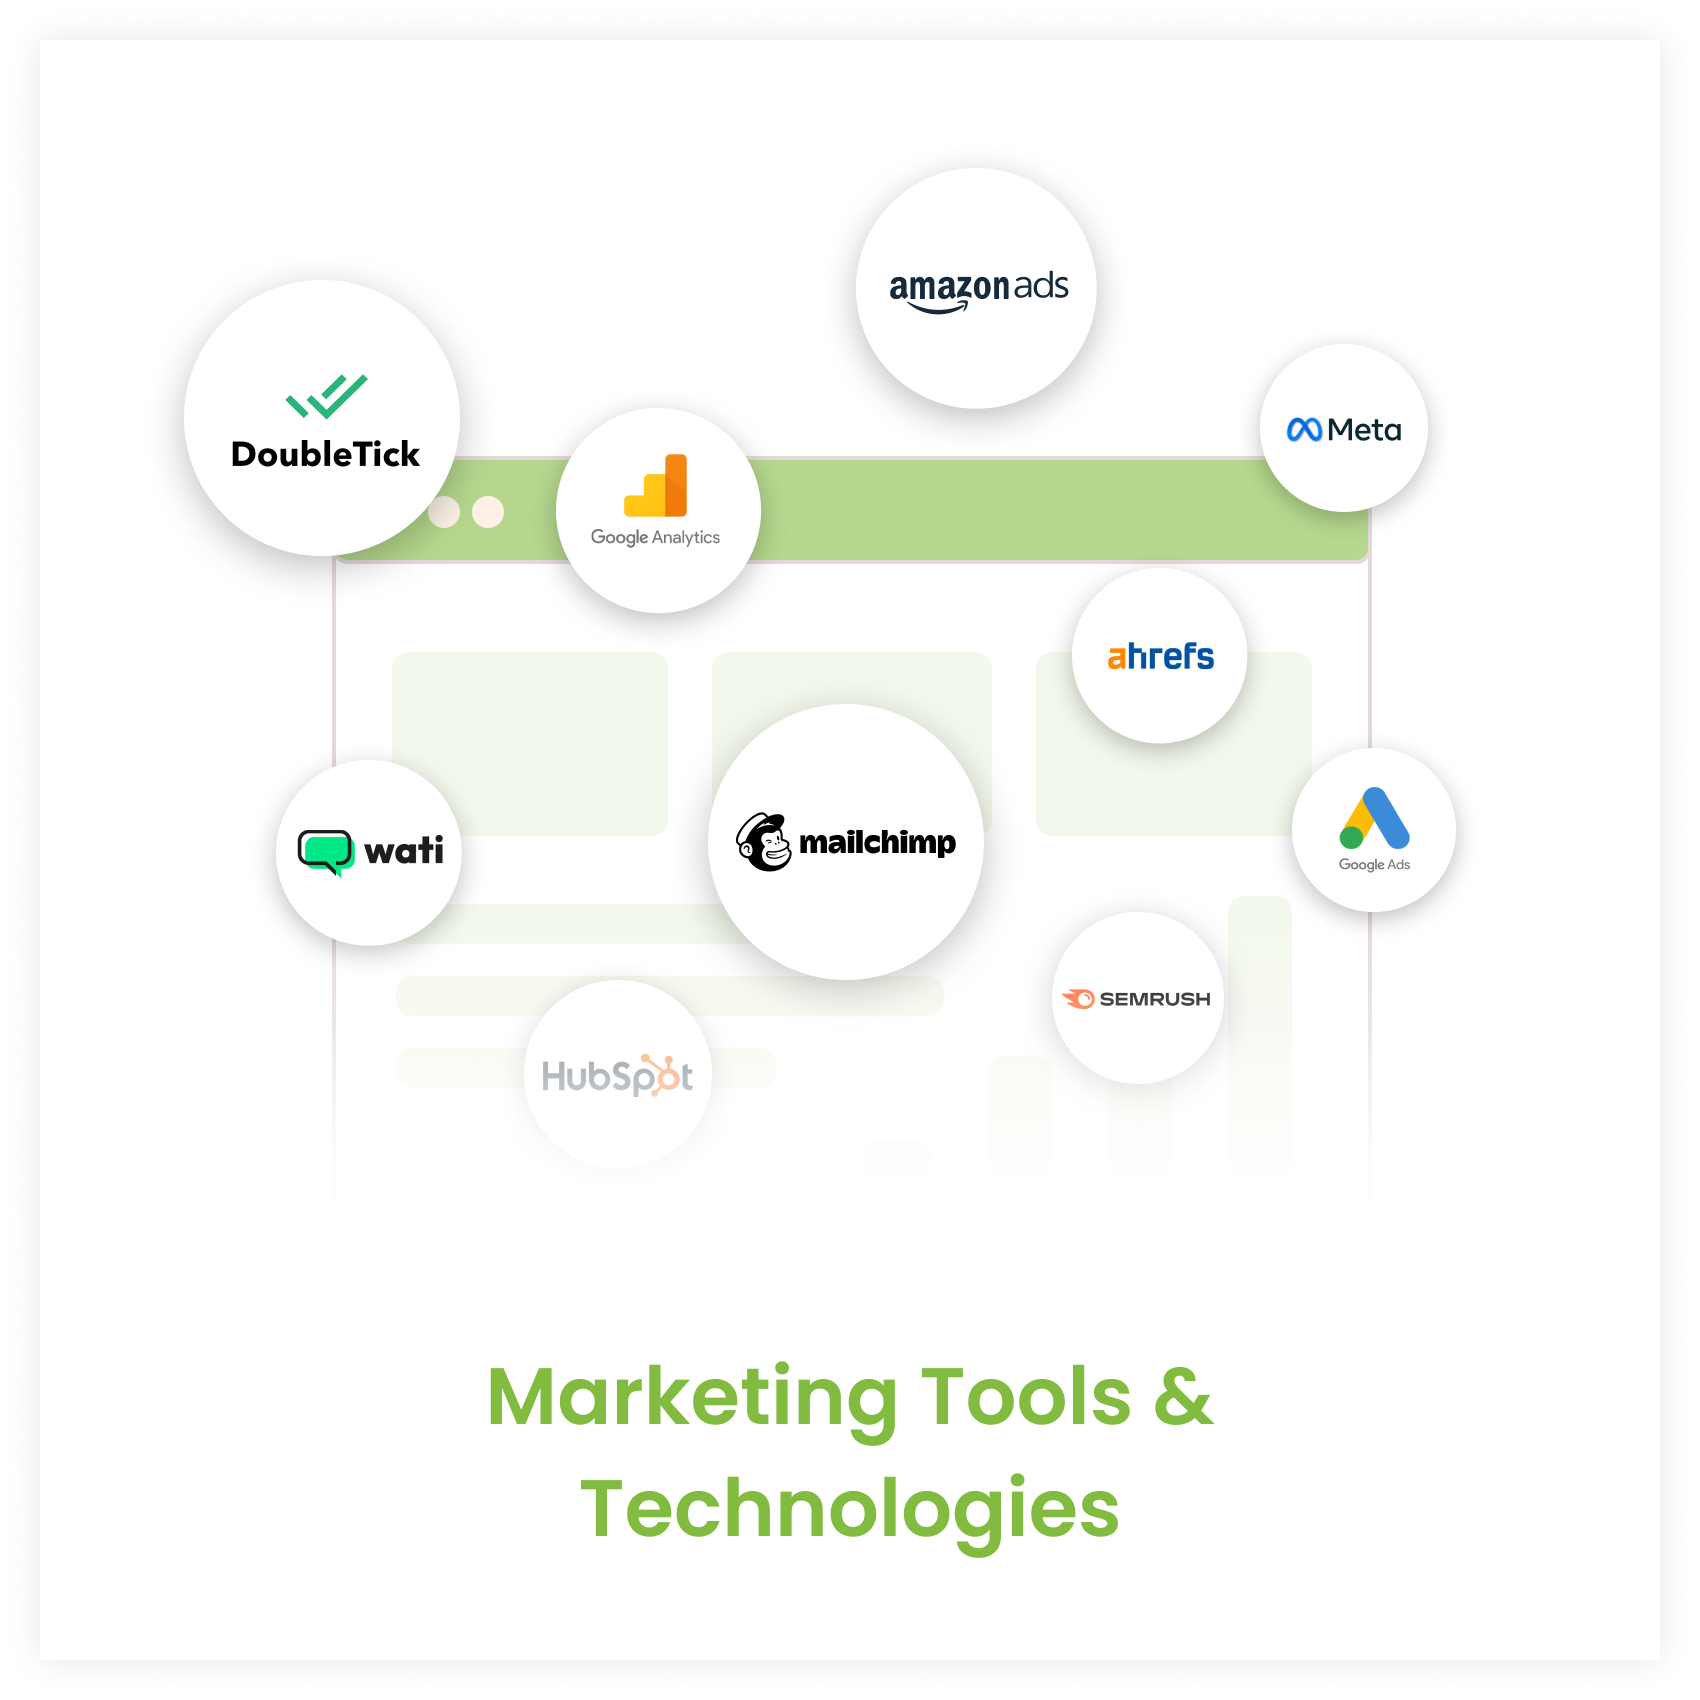 amazon ads
DoubleTick
Meta
Google Analytics
ahrefs
wati
mailchimp
Google Ads
SEMRUSH
HubSpot
Marketing Tools &
Technologies